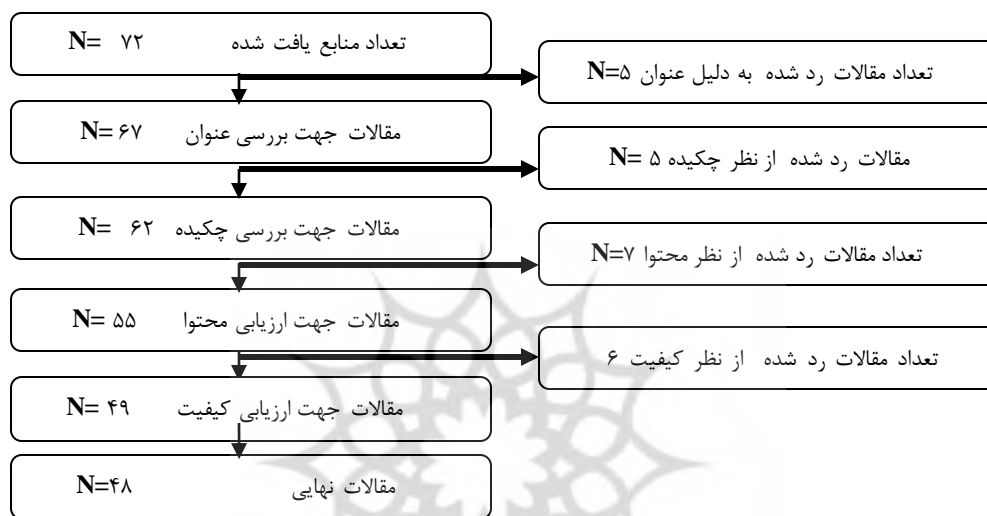 تعداد منابع یافت شده N= ۷۲
تعداد مقالات رد شده به دلیل عنوان N=۵
مقالات جهت بررسی عنوان N= ۶۷
مقالات رد شده از نظر چکیده N= ۵
مقالات جهت بررسی چکیده N= ۶۲
تعداد مقالات رد شده از نظر محتوا N=۷
مقالات جهت ارزیابی محتوا N= ۵۵
تعداد مقالات رد شده از نظر کیفیت ۶
مقالات جهت ارزیابی کیفیت N= ۴۹
مقالات نهایی N=۴۸